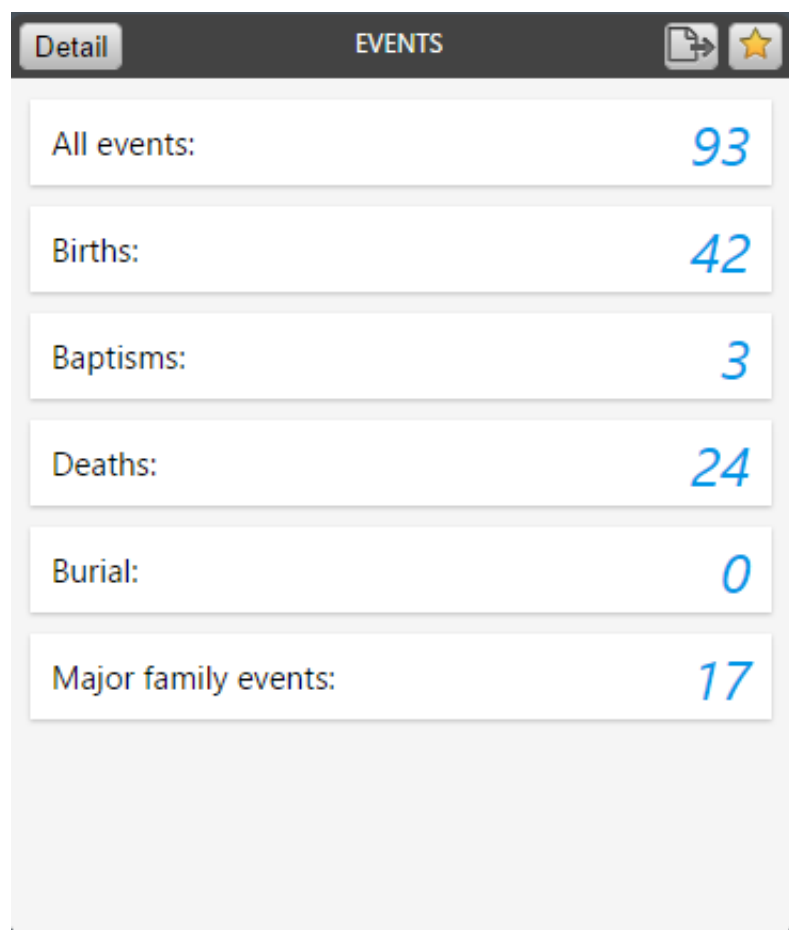 Detail EVENTS
All events: 93
Births: 42
Baptisms: 3
Deaths: 24
Burial: 0
Major family events: 17